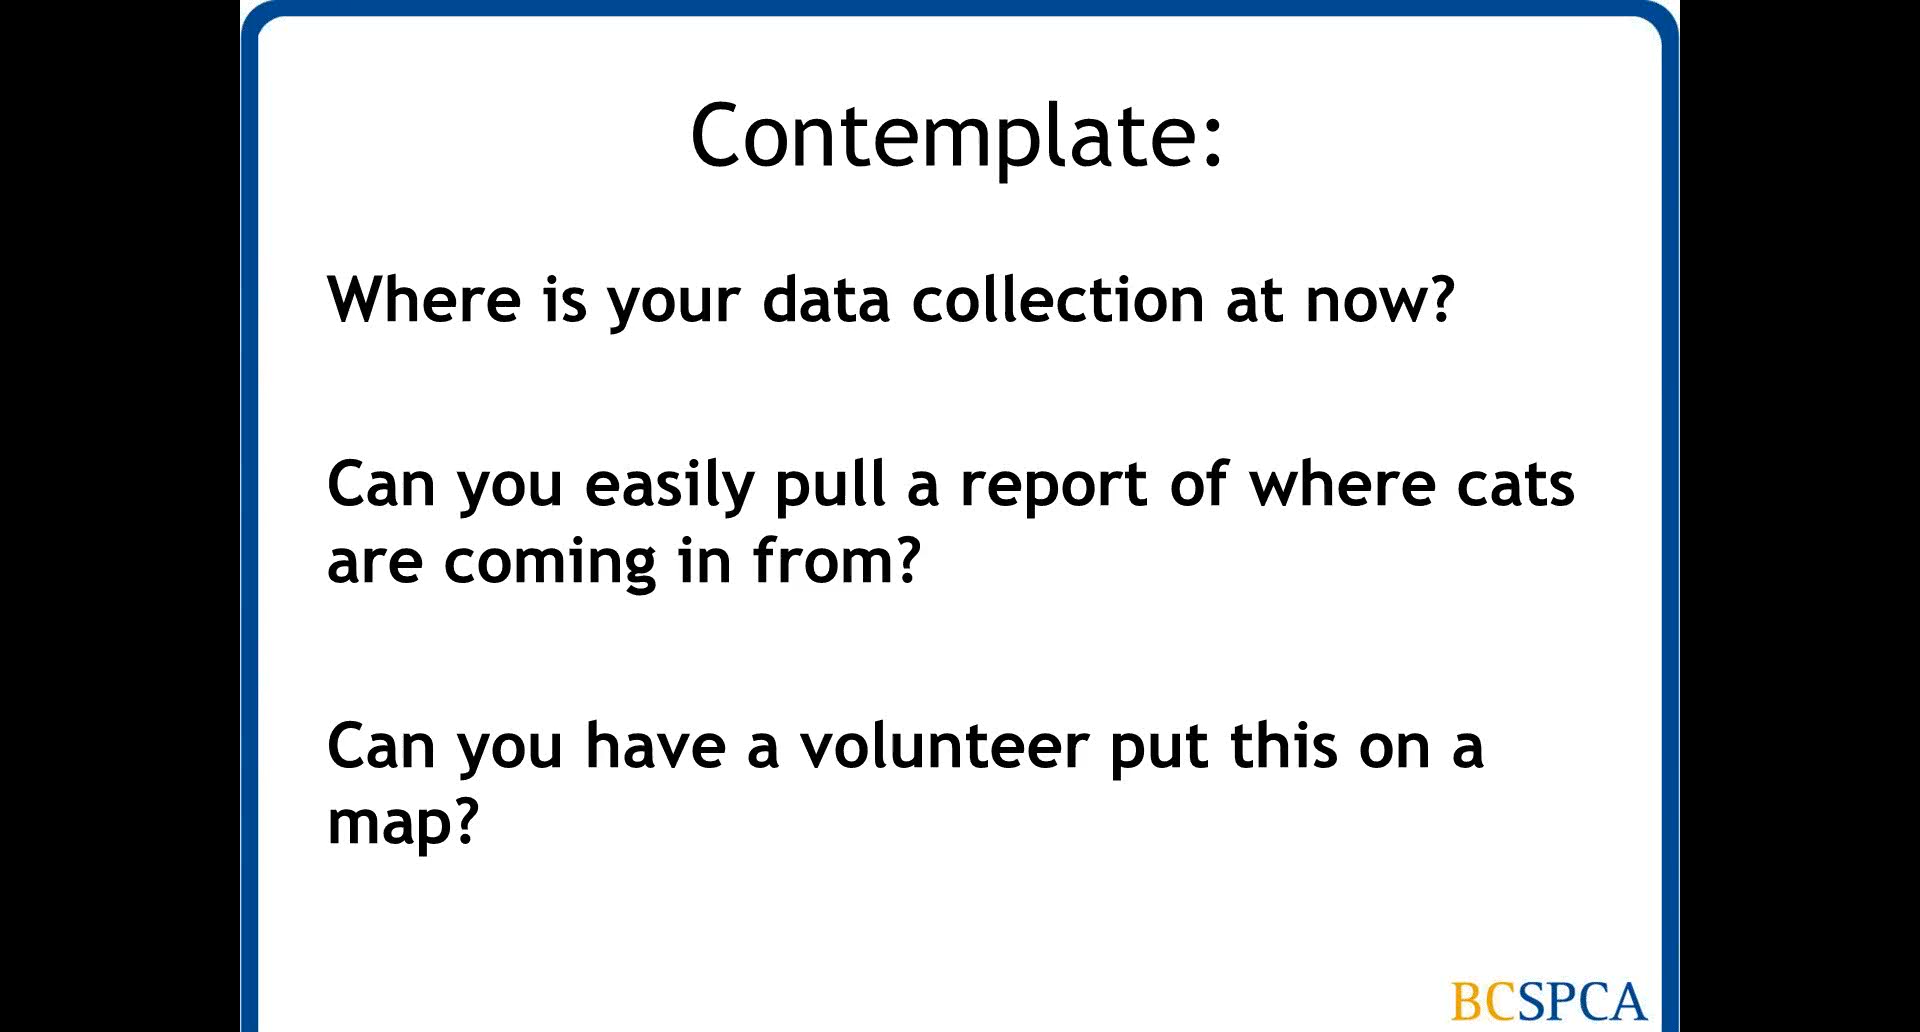 Contemplate:
Where is your data collection at now?
Can you easily pull a report of where cats
are coming in from?
Can you have a volunteer put this on a
map?
BCSPCA